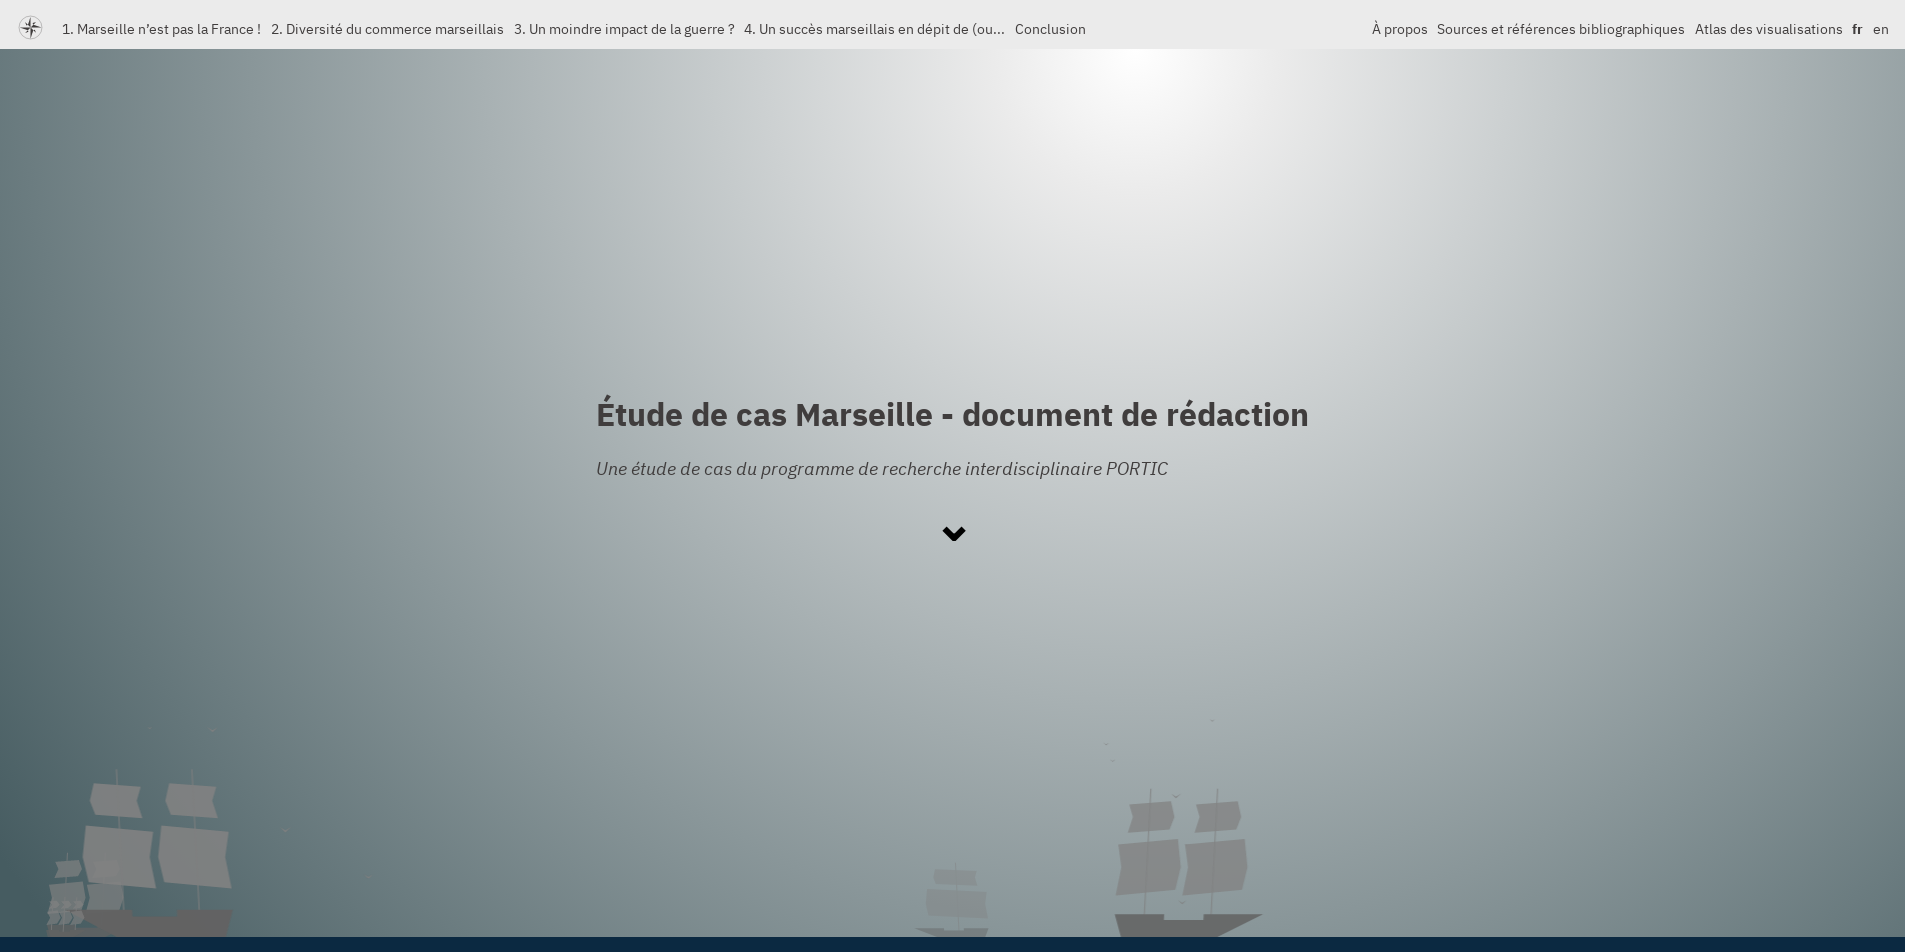 1. Marseille n’est pas la France ! 2. Diversité du commerce marseillais 3. Un moindre impact de la guerre ? 4. Un succès marseillais en dépit de (ou... Conclusion À propos Sources et références bibliographiques Atlas des visualisations fr en
Étude de cas Marseille - document de rédaction
Une étude de cas du programme de recherche interdisciplinaire PORTIC